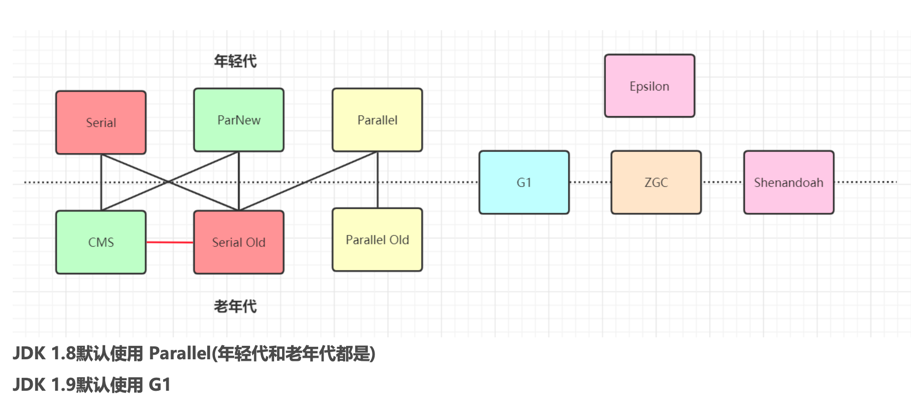 年轻代
Epsilon
Serial
ParNew
Parallel
G1
ZGC
Shenandoah
CMS
Serial Old
Parallel Old
老年代
JDK 1.8默认使用 Parallel(年轻代和老年代都是)
JDK 1.9默认使用 G1